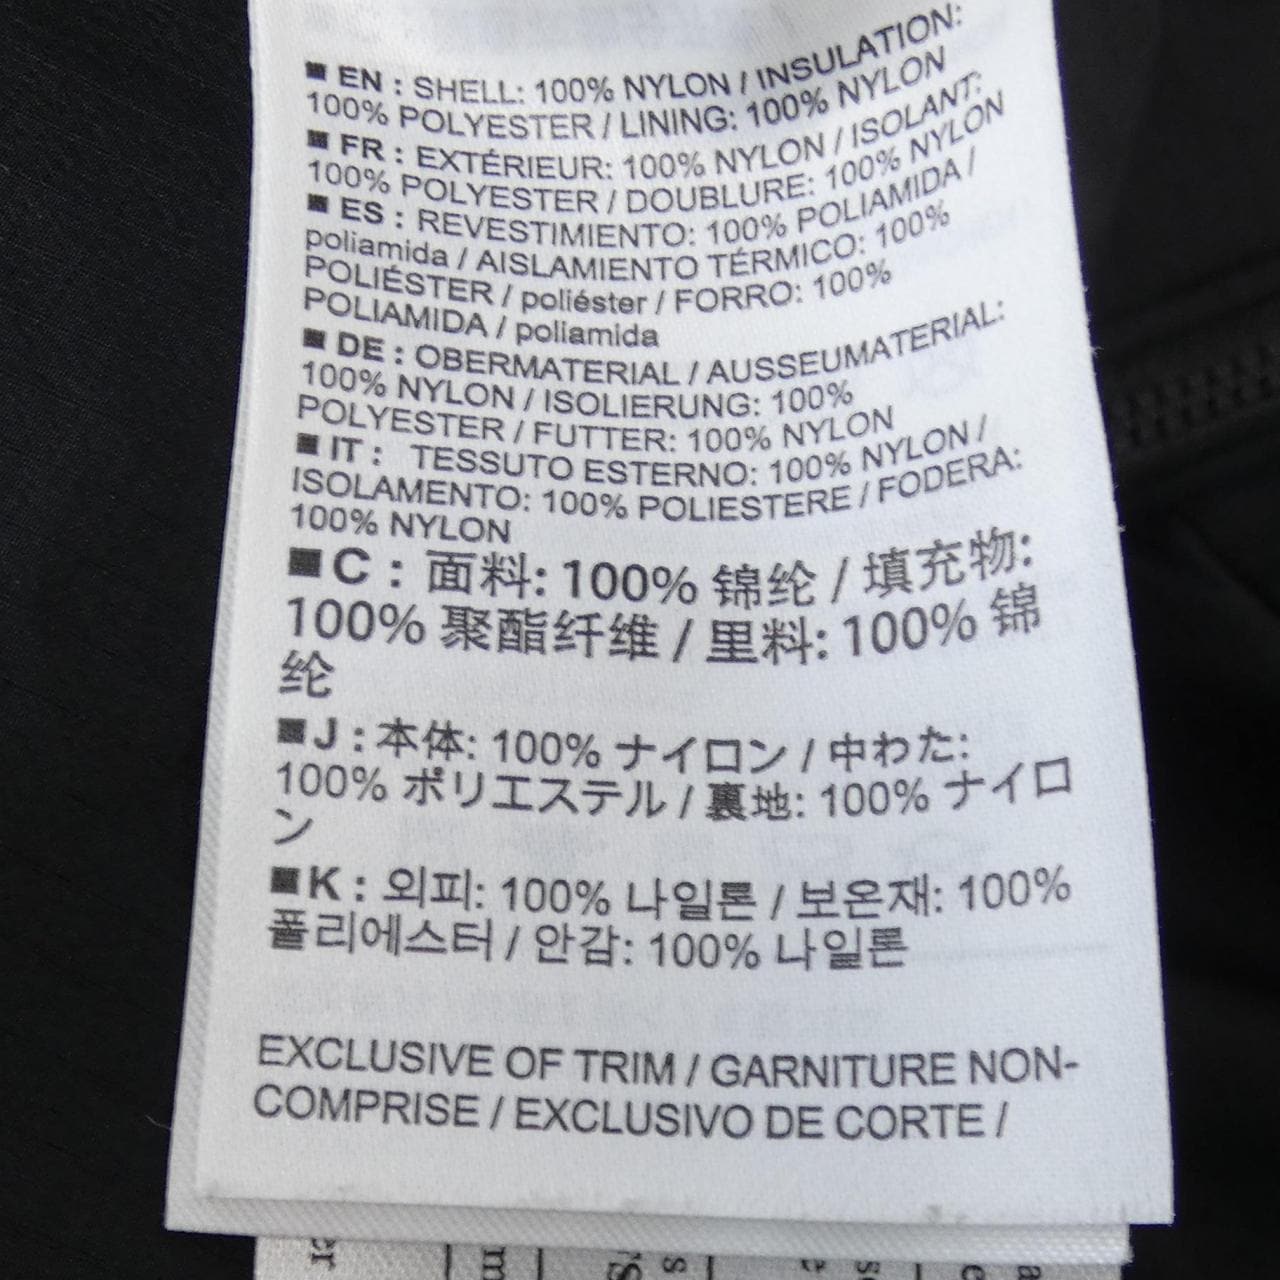 ■ EN : SHELL: 100% NYLON / INSULATION:
100% POLYESTER / LINING: 100% NYLON
■ FR : EXTÉRIEUR: 100% NYLON / ISOLANT:
100% POLYESTER / DOUBLURE: 100% NYLON
■ ES : REVESTIMIENTO: 100% POLIAMIDA /
poliamida / AISLAMIENTO TÉRMICO: 100%
POLIÉSTER / poliéster / FORRO: 100%
POLIAMIDA / poliamida
■ DE : OBERMATERIAL / AUSSEUMATERIAL:
100% NYLON / ISOLIERUNG: 100%
POLYESTER / FUTTER: 100% NYLON
■ IT : TESSUTO ESTERNO: 100% NYLON /
ISOLAMENTO: 100% POLIESTERE / FODERA:
100% NYLON
■ C : 面料: 100% 锦纶 / 填充物:
100% 聚酯纤维 / 里料: 100% 锦
纶
■ J : 本体: 100% ナイロン / 中わた:
100% ポリエステル / 裏地: 100% ナイロ
ン
■ K : 외피: 100% 나일론 / 보온재: 100%
폴리에스터 / 안감: 100% 나일론
EXCLUSIVE OF TRIM / GARNITURE NON-
COMPRISE / EXCLUSIVO DE CORTE /